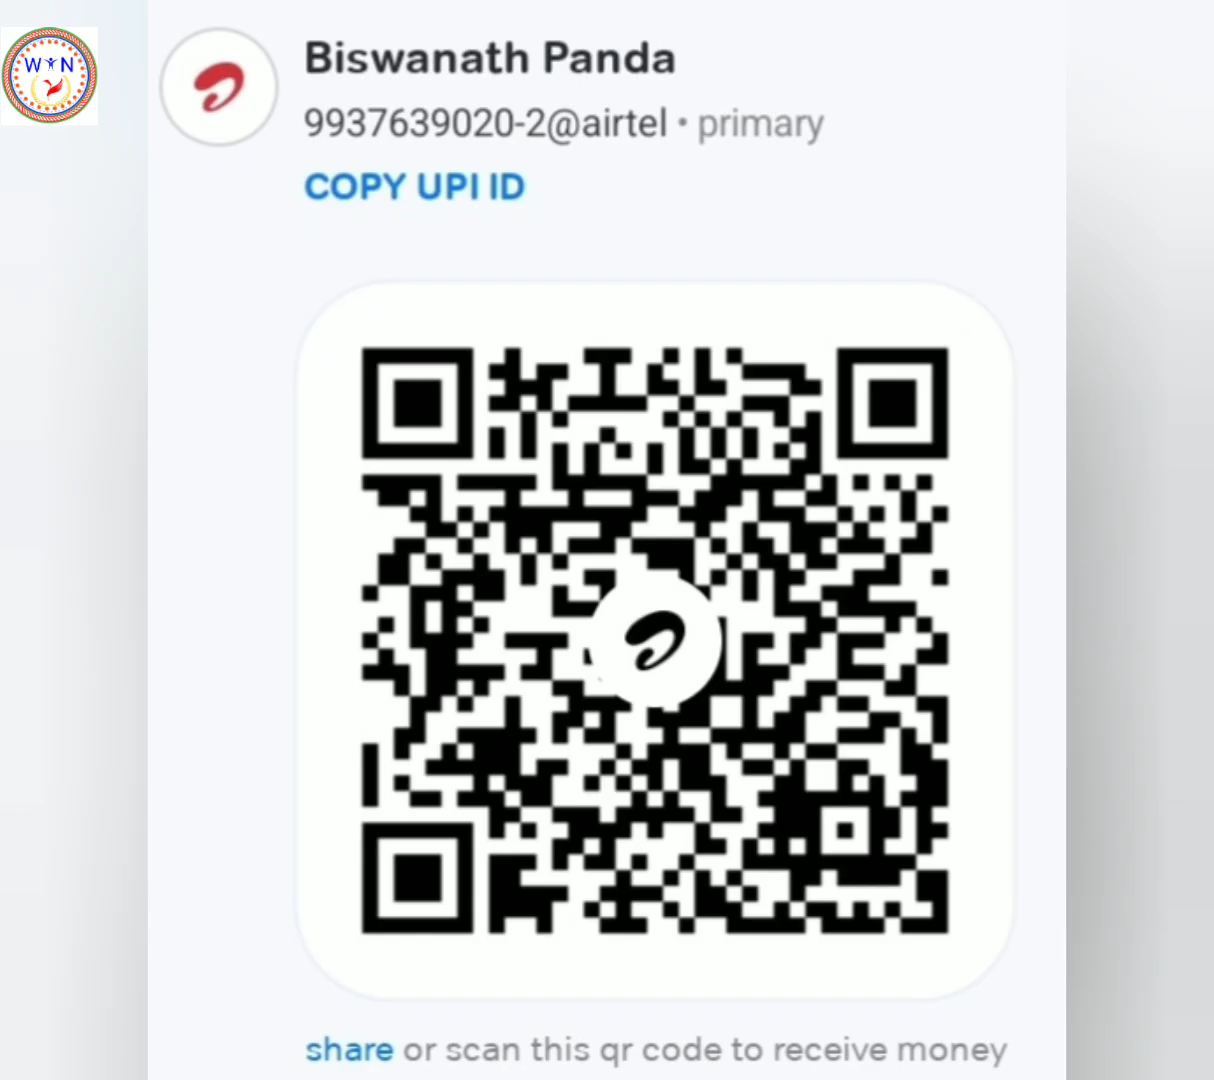 W N
Biswanath Panda
9937639020-2@airtel • primary
COPY UPI ID
share or scan this qr code to receive money